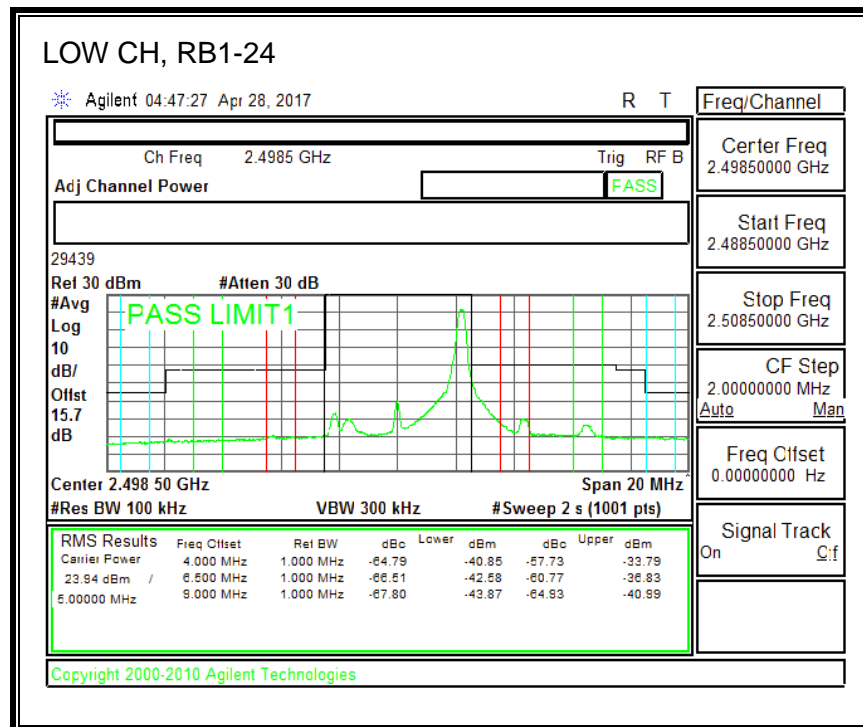 LOW CH, RB1-24
Agilent 04:47:27 Apr 28, 2017 R T
Freq/Channel
Ch Freq 2.4985 GHz Trig RF B
Center Freq
2.49850000 GHz
Adj Channel Power PASS
Start Freq
2.48850000 GHz
29439
Ref 30 dBm #Atten 30 dB
#Avg
Log
10
dB/
Offst
15.7
dB
PASS LIMIT1
Stop Freq
2.50850000 GHz
CF Step
2.00000000 MHz
Auto Man
Freq Offset
0.00000000 Hz
Center 2.498 50 GHz Span 20 MHz
#Res BW 100 kHz VBW 300 kHz #Sweep 2 s (1001 pts)
Signal Track
On Off
RMS Results Freq Offset Ref BW dBc Lower dBm dBc Upper dBm
Carrier Power 4.000 MHz 1.000 MHz -64.79 -40.85 -57.73 -33.79
23.94 dBm / 6.500 MHz 1.000 MHz -66.51 -42.58 -60.77 -36.83
5.00000 MHz 9.000 MHz 1.000 MHz -67.80 -43.87 -64.93 -40.99
Copyright 2000-2010 Agilent Technologies